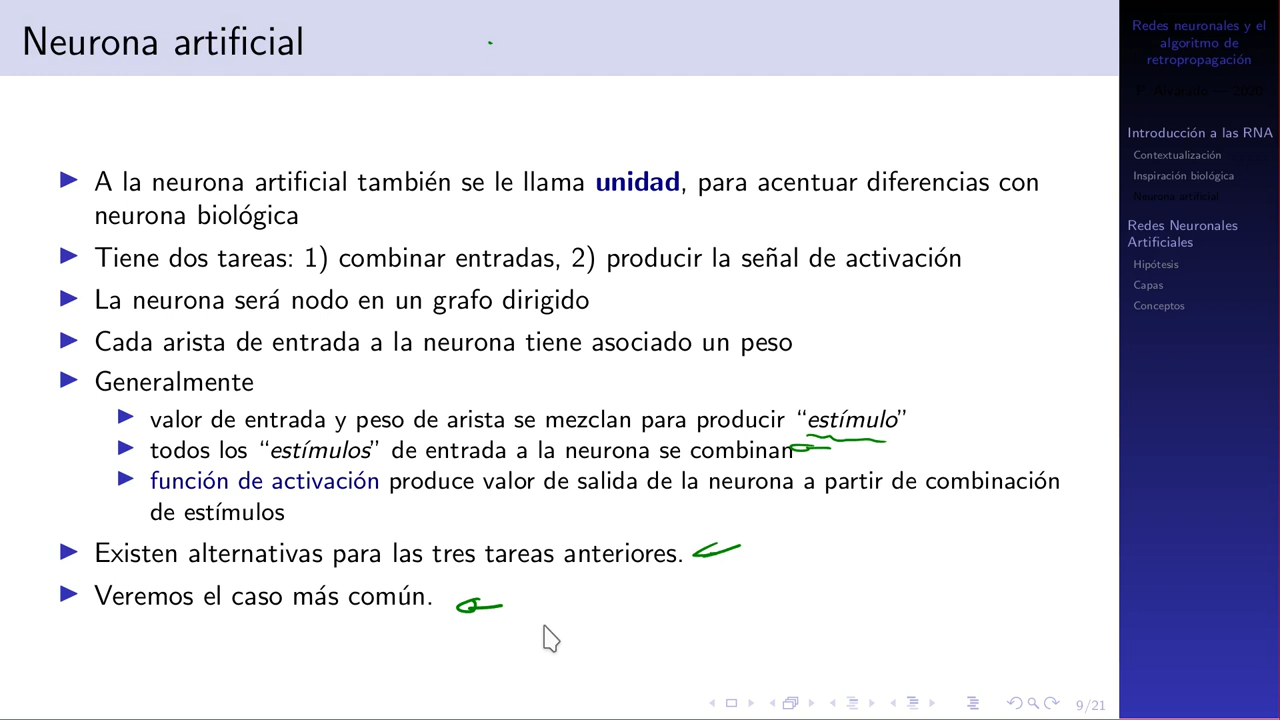 Neurona artificial
A la neurona artificial también se le llama unidad, para acentuar diferencias con
neurona biológica
Tiene dos tareas: 1) combinar entradas, 2) producir la señal de activación
La neurona será nodo en un grafo dirigido
Cada arista de entrada a la neurona tiene asociado un peso
Generalmente
valor de entrada y peso de arista se mezclan para producir “estímulo”
todos los “estímulos” de entrada a la neurona se combinan
función de activación produce valor de salida de la neurona a partir de combinación
de estímulos
Existen alternativas para las tres tareas anteriores.
Veremos el caso más común.
Redes neuronales y el
algoritmo de
retropropagación
P. Alvarado — 2020
Introducción a las RNA
Contextualización
Inspiración biológica
Neurona artificial
Redes Neuronales
Artificiales
Hipótesis
Capas
Conceptos
9/21